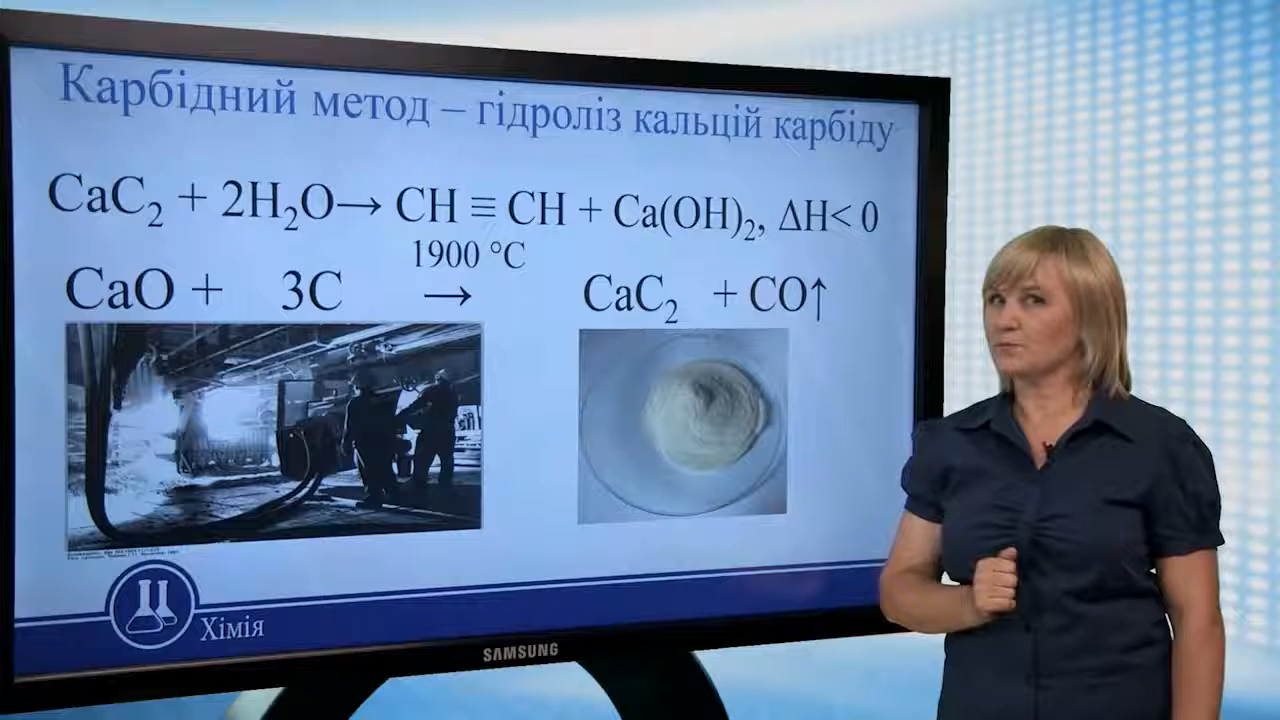 Карбідний метод – гідроліз кальцій карбіду
CaC₂ + 2H₂O→ CH ≡ CH + Ca(OH)₂, ΔH< 0
1900 °C
CaO + 3C → CaC₂ + CO↑
Хімія
SAMSUNG